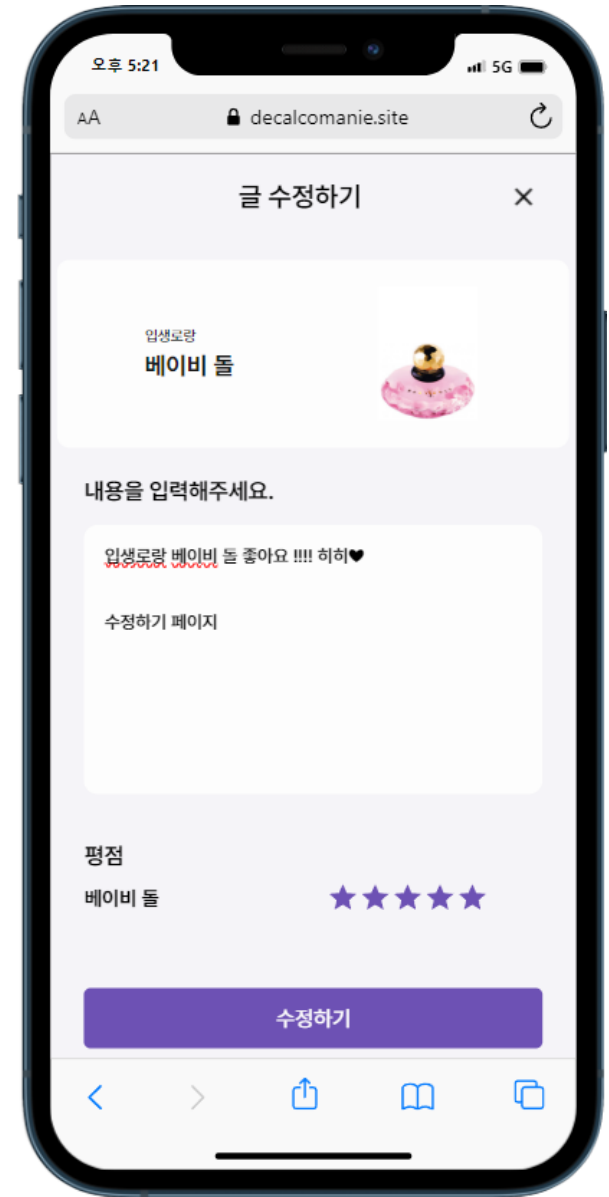 오후 5:21
5G
AA decalcomanie.site
글 수정하기
입생로랑
베이비 돌
내용을 입력해주세요.
입생로랑 베이비 돌 좋아요 !!!! 히히♥
수정하기 페이지
평점
베이비 돌
수정하기